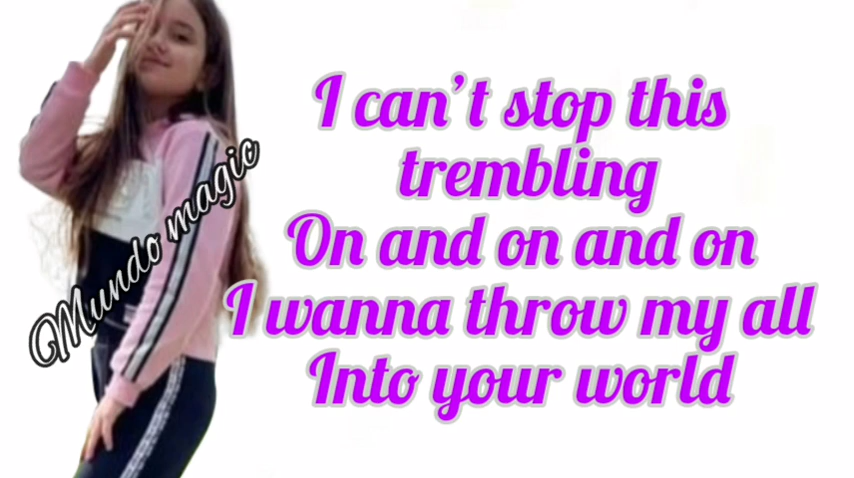 I can't stop this
trembling
On and on and on
I wanna throw my all
Into your world
Mundo magic